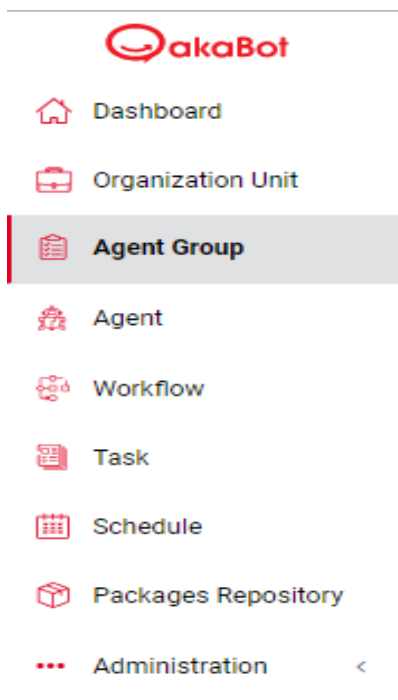 akaBot
Dashboard
Organization Unit
Agent Group
Agent
Workflow
Task
Schedule
Packages Repository
Administration <